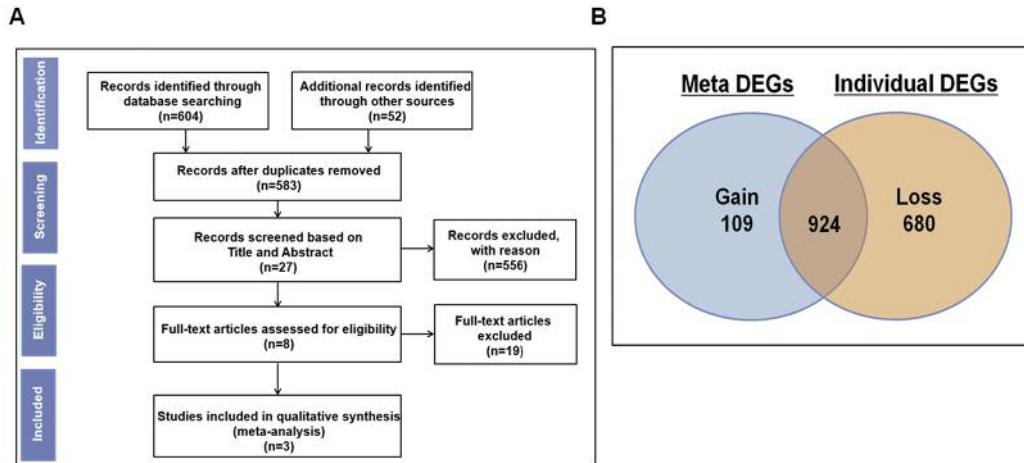 A
Identification
Records identified through
database searching
(n=604)
Additional records identified
through other sources
(n=52)
Screening
Records after duplicates removed
(n=583)
Records screened based on
Title and Abstract
(n=27)
Records excluded,
with reason
(n=556)
Eligibility
Full-text articles assessed for eligibility
(n=8)
Full-text articles
excluded
(n=19)
Included
Studies included in qualitative synthesis
(meta-analysis)
(n=3)
B
Meta DEGs
Individual DEGs
Gain
109
924
Loss
680